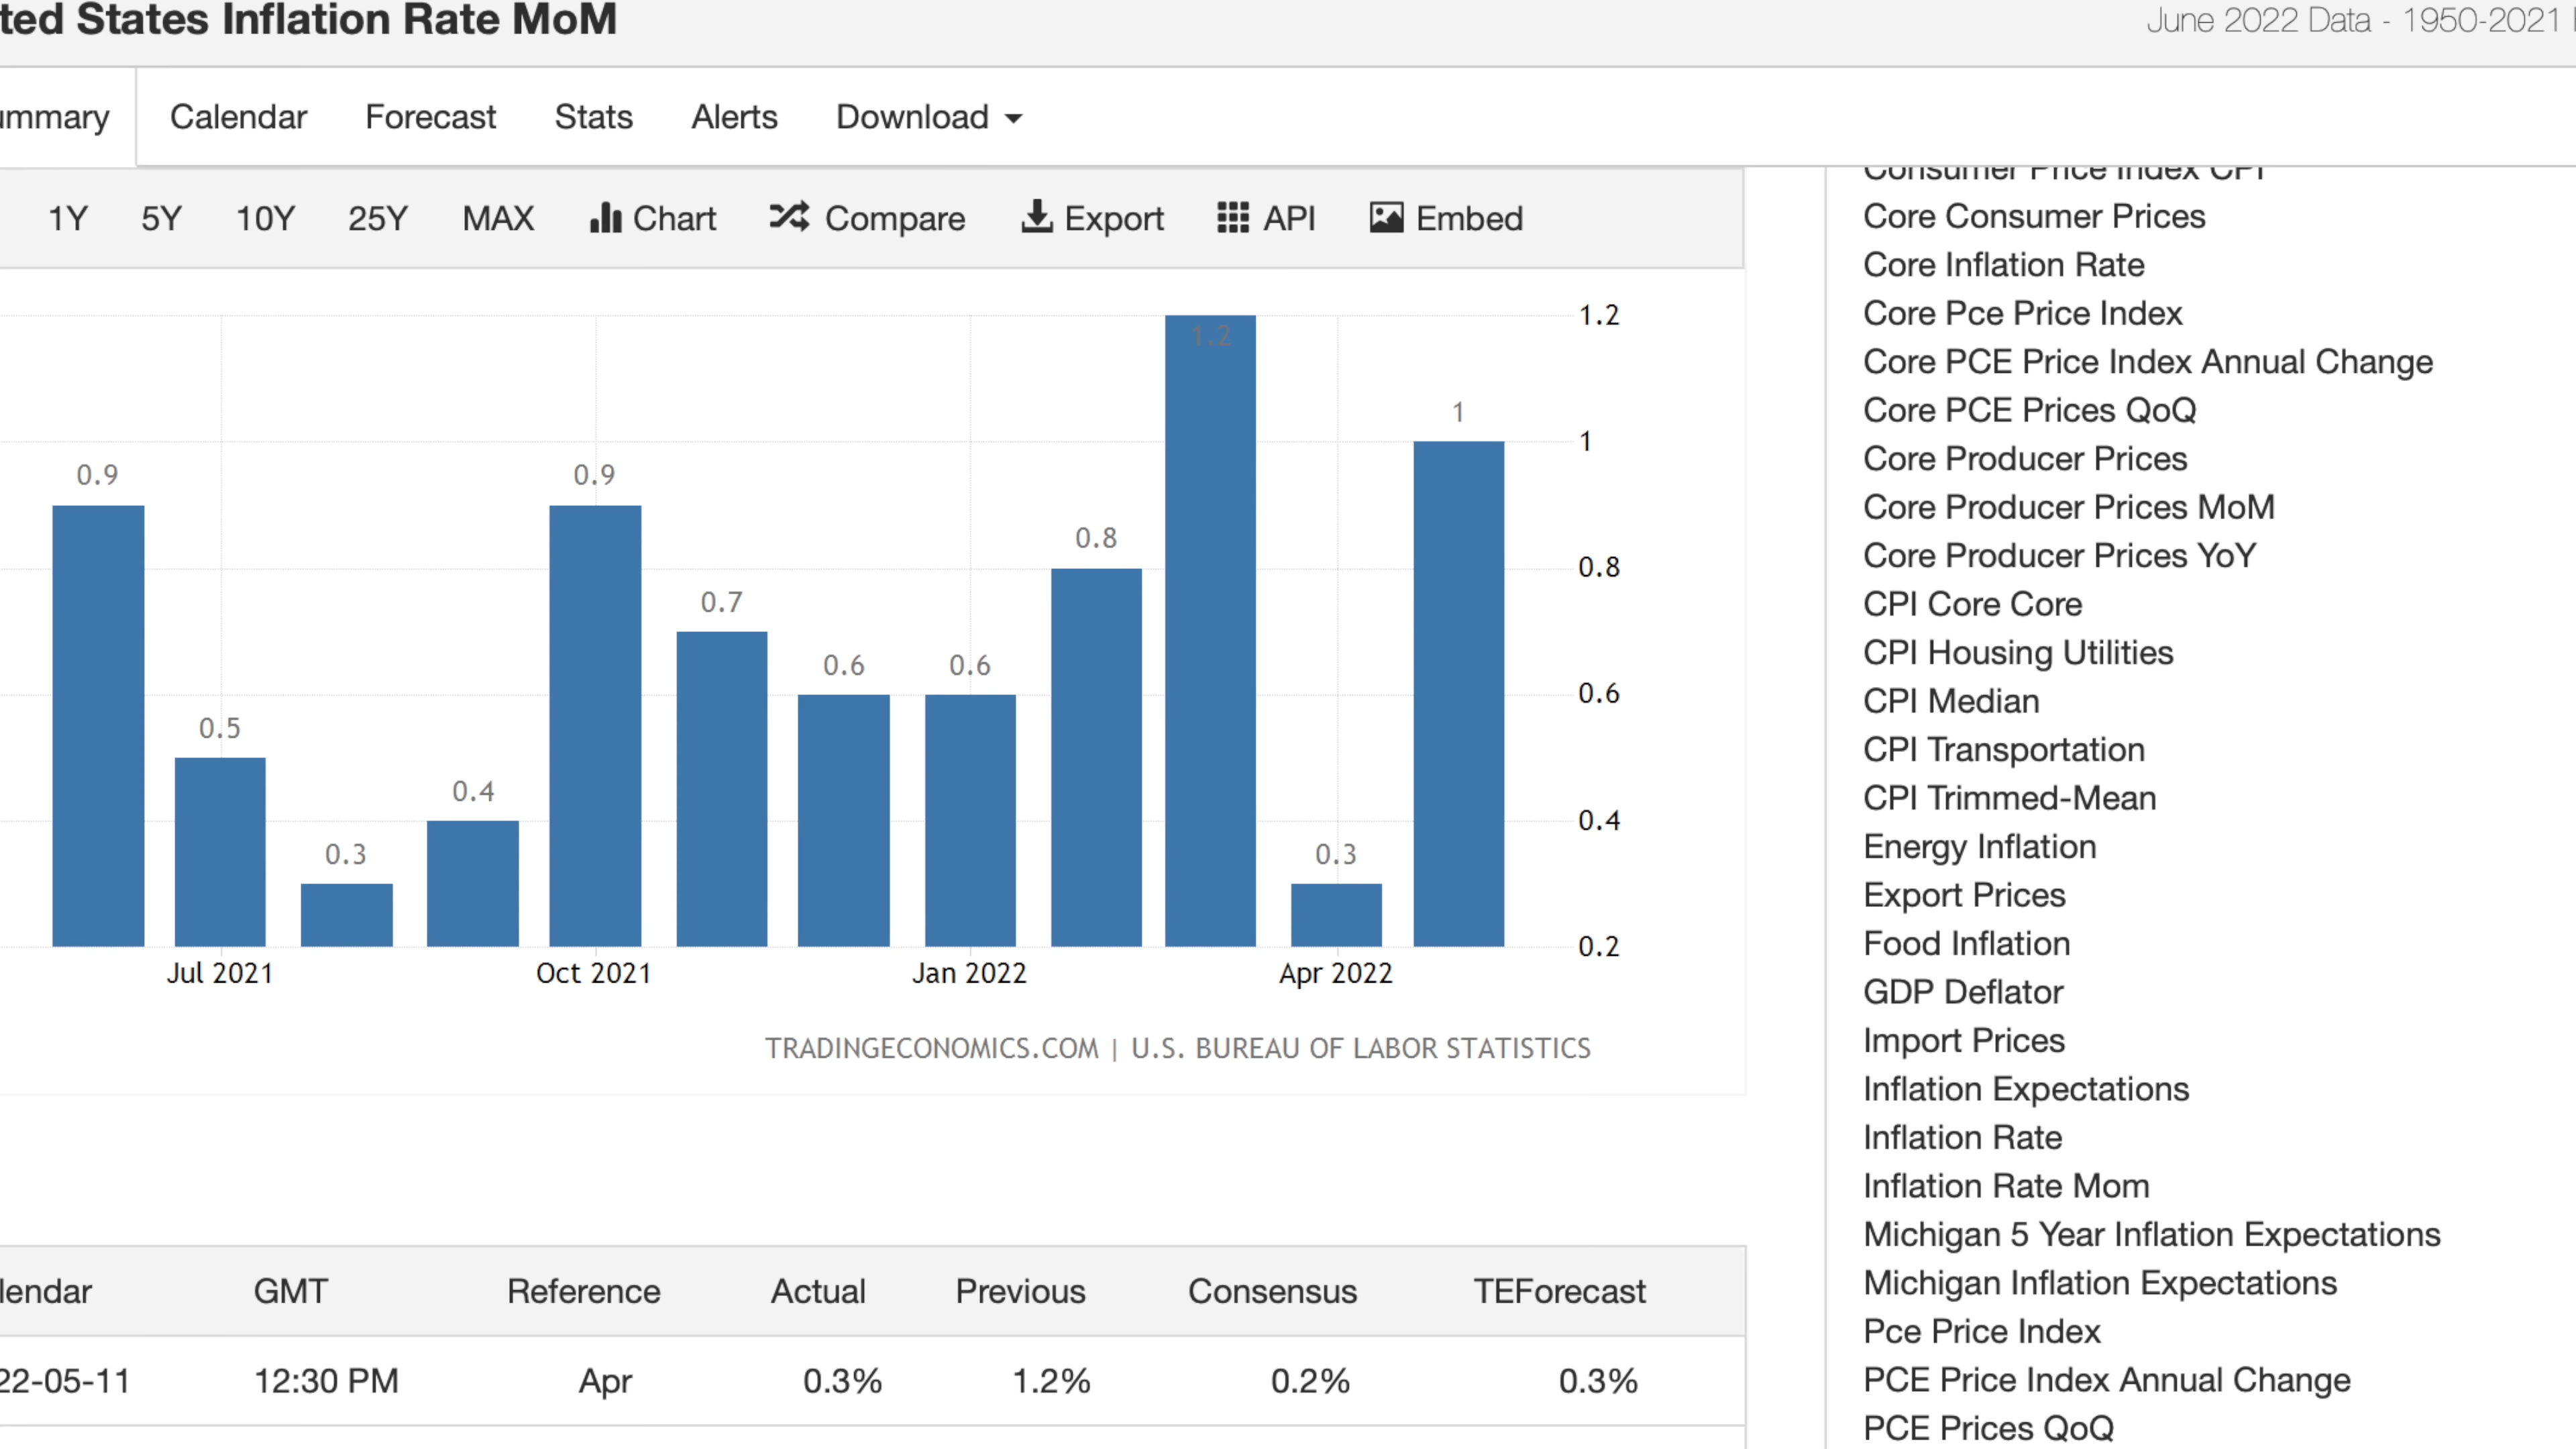 ted States Inflation Rate MoM
June 2022 Data - 1950-2021
ummary Calendar Forecast Stats Alerts Download
1Y 5Y 10Y 25Y MAX Chart Compare Export API Embed
1.2
1
0.8
0.6
0.4
0.2
0.9
0.5
0.3
0.4
0.9
0.7
0.6
0.6
0.8
1.2
0.3
1
Jul 2021 Oct 2021 Jan 2022 Apr 2022
TRADINGECONOMICS.COM | U.S. BUREAU OF LABOR STATISTICS
lendar GMT Reference Actual Previous Consensus TEForecast
22-05-11 12:30 PM Apr 0.3% 1.2% 0.2% 0.3%
Consumer Price Index CPI
Core Consumer Prices
Core Inflation Rate
Core Pce Price Index
Core PCE Price Index Annual Change
Core PCE Prices QoQ
Core Producer Prices
Core Producer Prices MoM
Core Producer Prices YoY
CPI Core Core
CPI Housing Utilities
CPI Median
CPI Transportation
CPI Trimmed-Mean
Energy Inflation
Export Prices
Food Inflation
GDP Deflator
Import Prices
Inflation Expectations
Inflation Rate
Inflation Rate Mom
Michigan 5 Year Inflation Expectations
Michigan Inflation Expectations
Pce Price Index
PCE Price Index Annual Change
PCE Prices QoQ